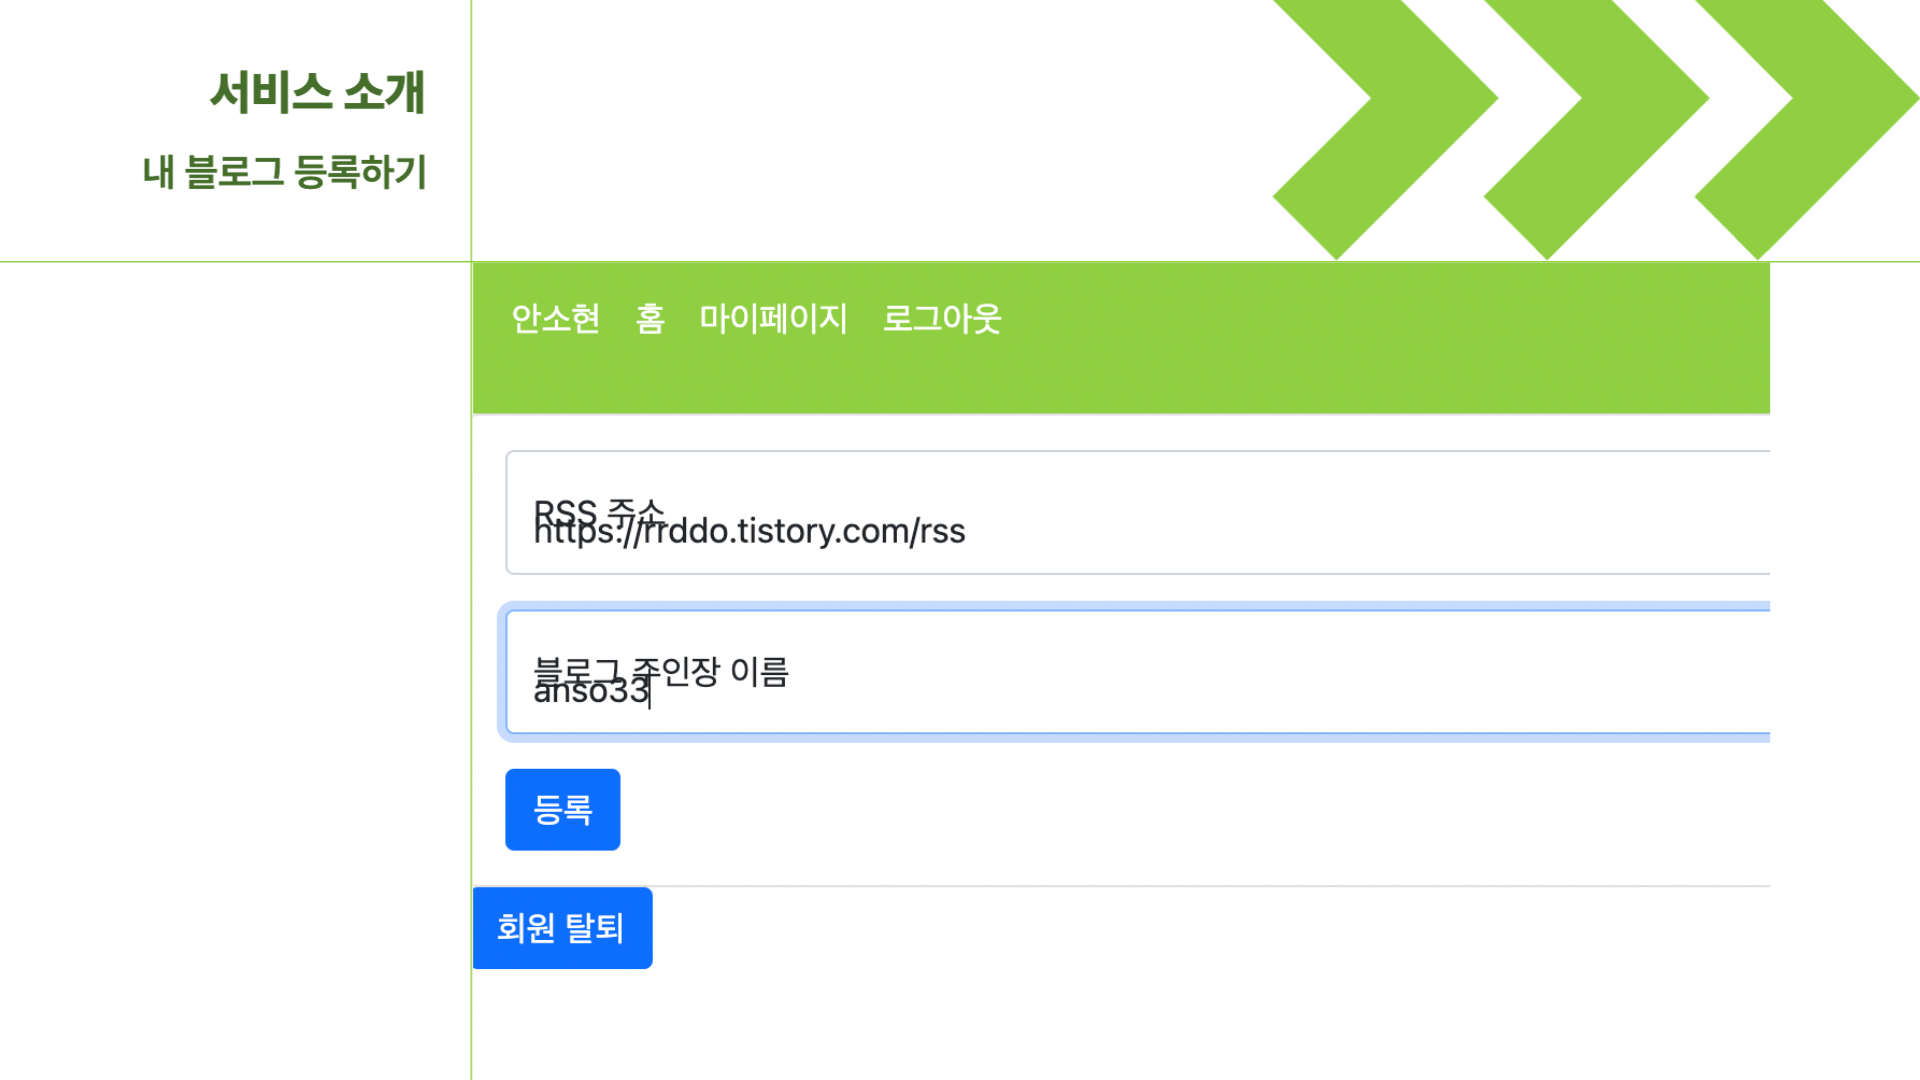 서비스 소개
내 블로그 등록하기
안소현 홈 마이페이지 로그아웃
RSS 주소
https://rrddo.tistory.com/rss
블로그 주인장 이름
anso33
등록
회원 탈퇴